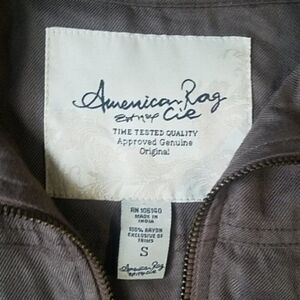 American Rag
Cie
TIME TESTED QUALITY
Approved Genuine
Original
RN 106140
MADE IN
INDIA
100% RAYON
EXCLUSIVE OF
TRIMS
S
American Rag